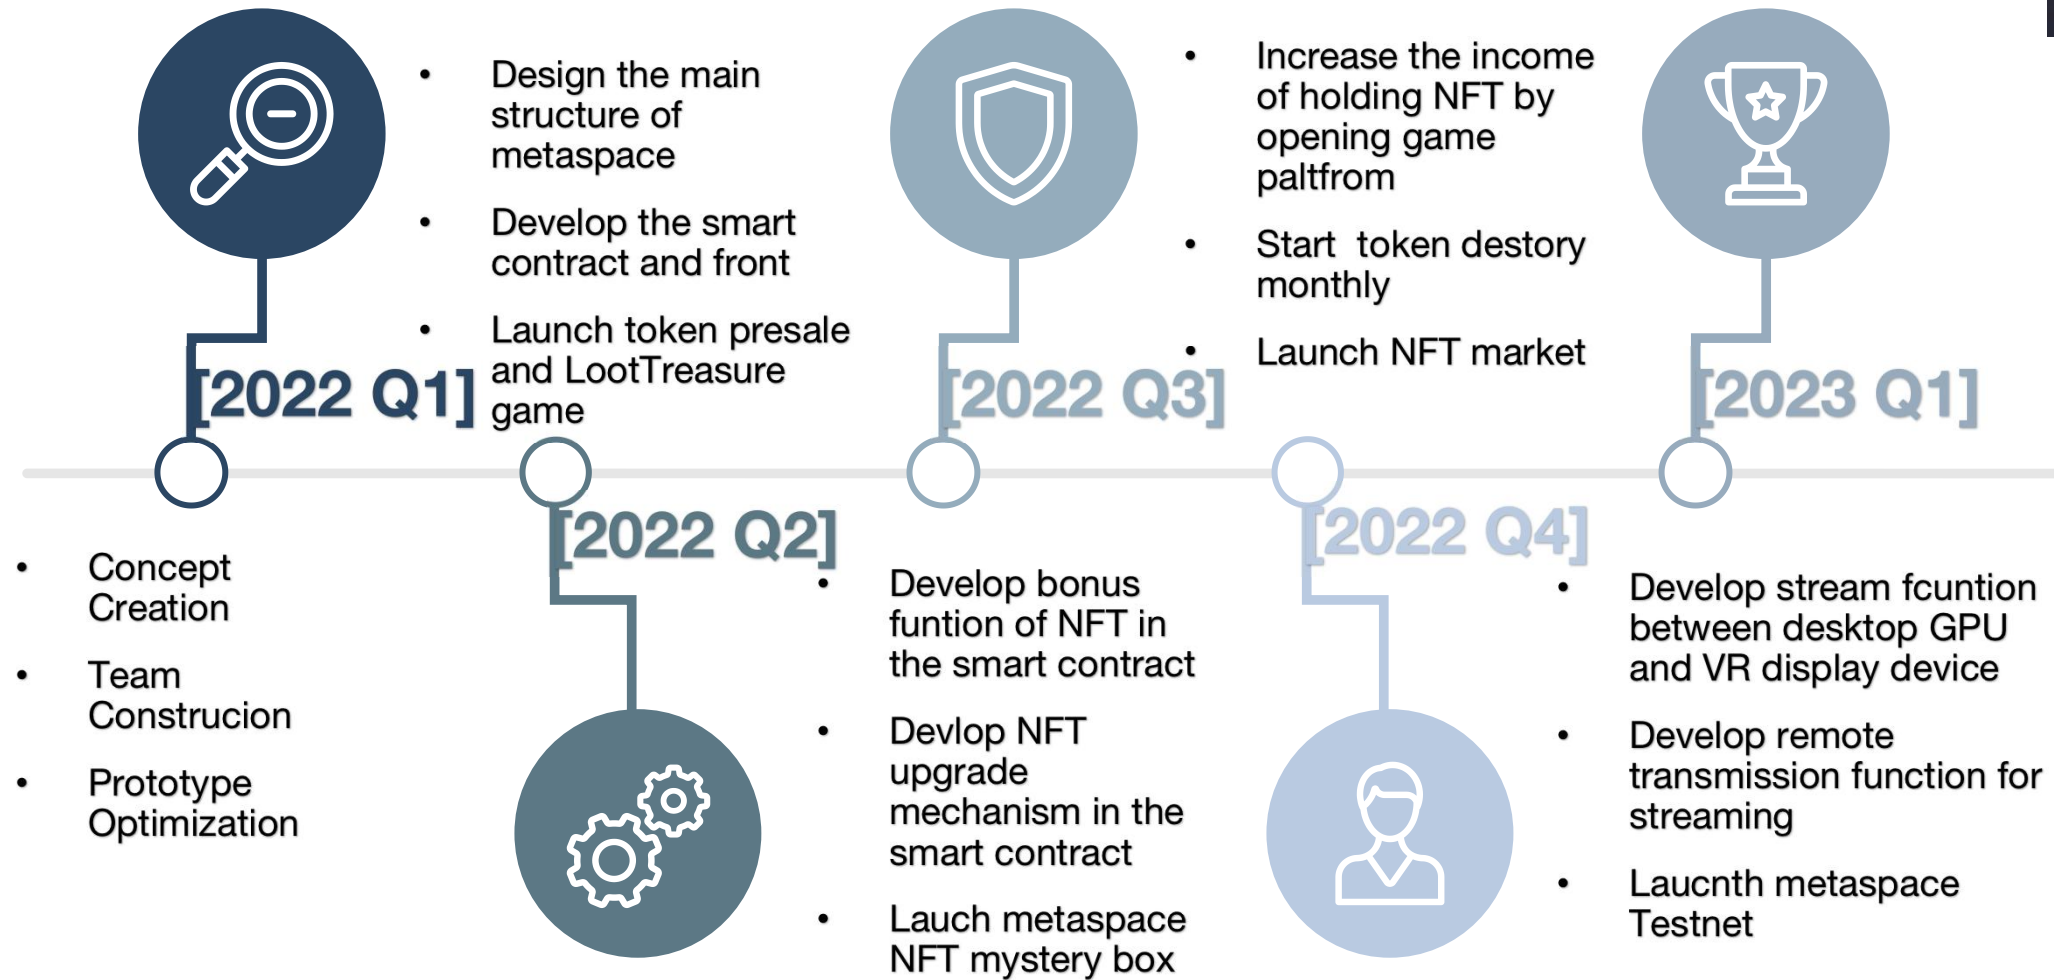 [2022 Q1]
• Concept
Creation
• Team
Construcion
• Prototype
Optimization
• Design the main
structure of
metaspace
• Develop the smart
contract and front
• Launch token presale
and LootTreasure
game
[2022 Q2]
[2022 Q3]
• Develop bonus
funtion of NFT in
the smart contract
• Devlop NFT
upgrade
mechanism in the
smart contract
• Lauch metaspace
NFT mystery box
• Increase the income
of holding NFT by
opening game
paltfrom
• Start  token destory
monthly
• Launch NFT market
[2022 Q4]
[2023 Q1]
• Develop stream fcuntion
between desktop GPU
and VR display device
• Develop remote
transmission function for
streaming
• Laucnth metaspace
Testnet